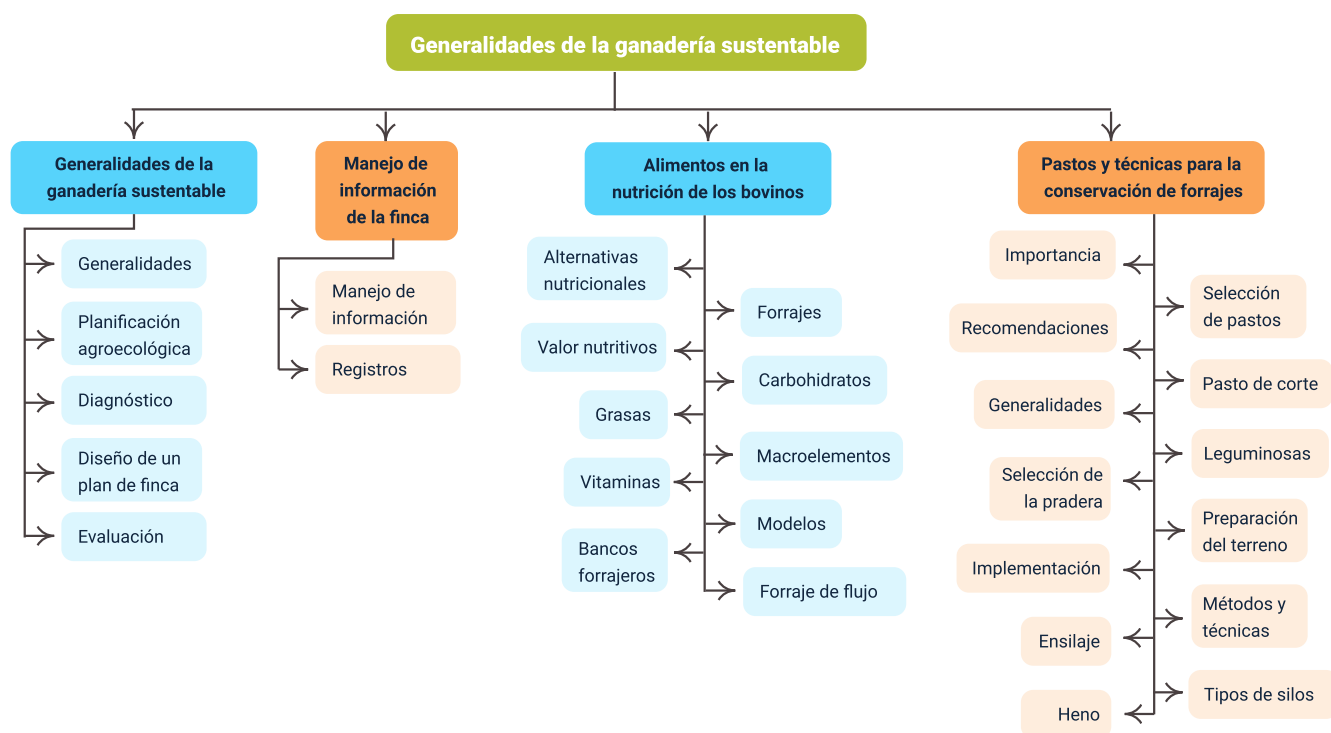 Generalidades de la ganadería sustentable
Generalidades de la
ganadería sustentable
Generalidades
Planificación
agroecológica
Diagnóstico
Diseño de un
plan de finca
Evaluación
Manejo de
información
de la finca
Manejo de
información
Registros
Alimentos en la
nutrición de los bovinos
Alternativas
nutricionales
Forrajes
Valor nutritivos
Carbohidratos
Grasas
Macroelementos
Vitaminas
Modelos
Bancos
forrajeros
Forraje de flujo
Pastos y técnicas para la
conservación de forrajes
Importancia
Selección
de pastos
Recomendaciones
Pasto de corte
Generalidades
Leguminosas
Selección de
la pradera
Preparación
del terreno
Implementación
Métodos y
técnicas
Ensilaje
Tipos de silos
Heno